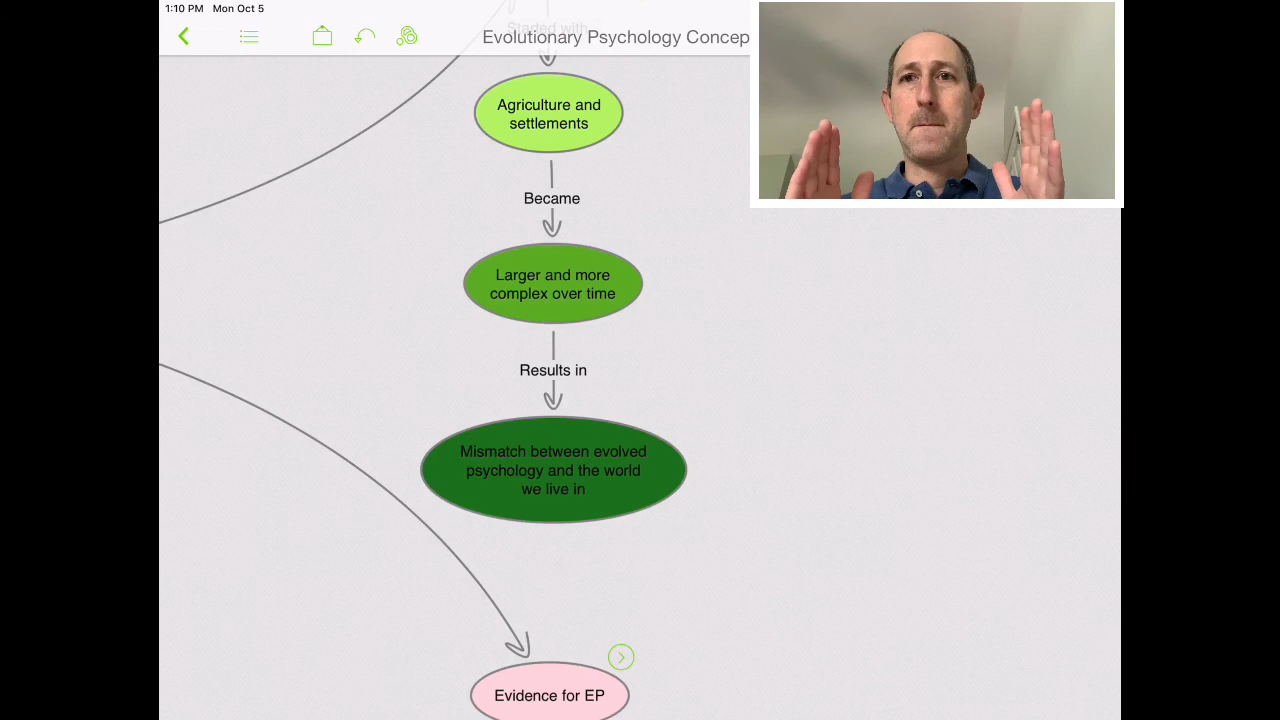 1:10 PM Mon Oct 5
Evolutionary Psychology Concep
Started with
Agriculture and
settlements
Became
Larger and more
complex over time
Results in
Mismatch between evolved
psychology and the world
we live in
Evidence for EP